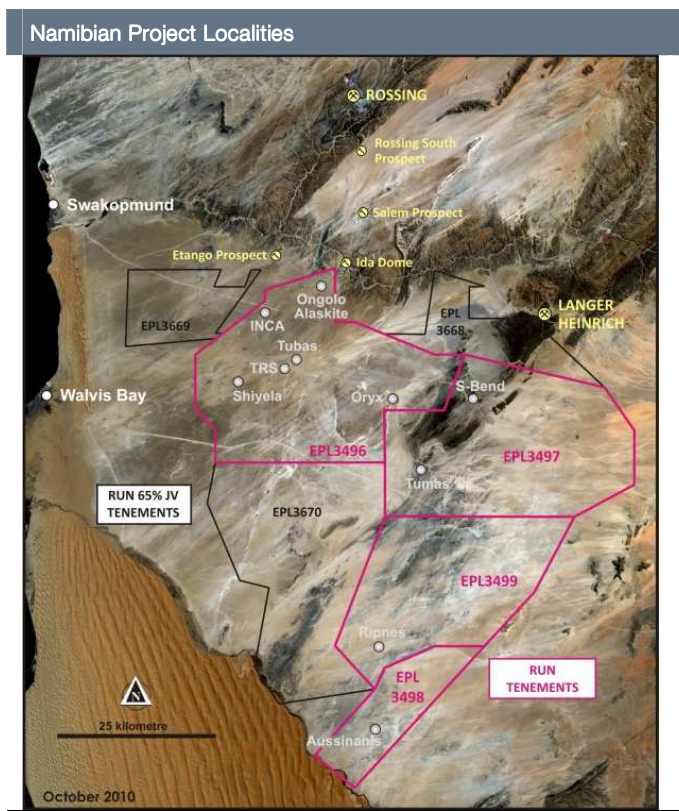 Namibian Project Localities
ROSSING
Rossing South
Prospect
Swakopmund
Salem Prospect
Etango Prospect
Ida Dome
Ongolo
Alaskite
EPL
3668
LANGER
HEINRICH
INCA
EPL3669
Tubas
TRS
Shiyela
Oryx
S-Bend
Walvis Bay
EPL3496
EPL3497
Tumas
RUN 65% JV
TENEMENTS
EPL3670
EPL3499
Ripnes
EPL
3498
RUN
TENEMENTS
N
25 kilometre
Aussinanis
October 2010